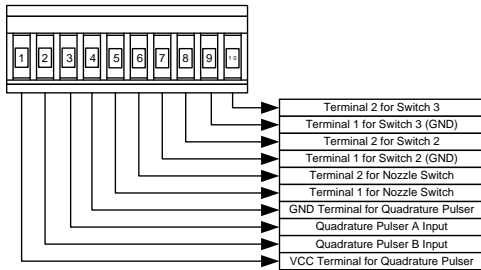 1 2 3 4 5 6 7 8 9 10
Terminal 2 for Switch 3
Terminal 1 for Switch 3 (GND)
Terminal 2 for Switch 2
Terminal 1 for Switch 2 (GND)
Terminal 2 for Nozzle Switch
Terminal 1 for Nozzle Switch
GND Terminal for Quadrature Pulser
Quadrature Pulser A Input
Quadrature Pulser B Input
VCC Terminal for Quadrature Pulser